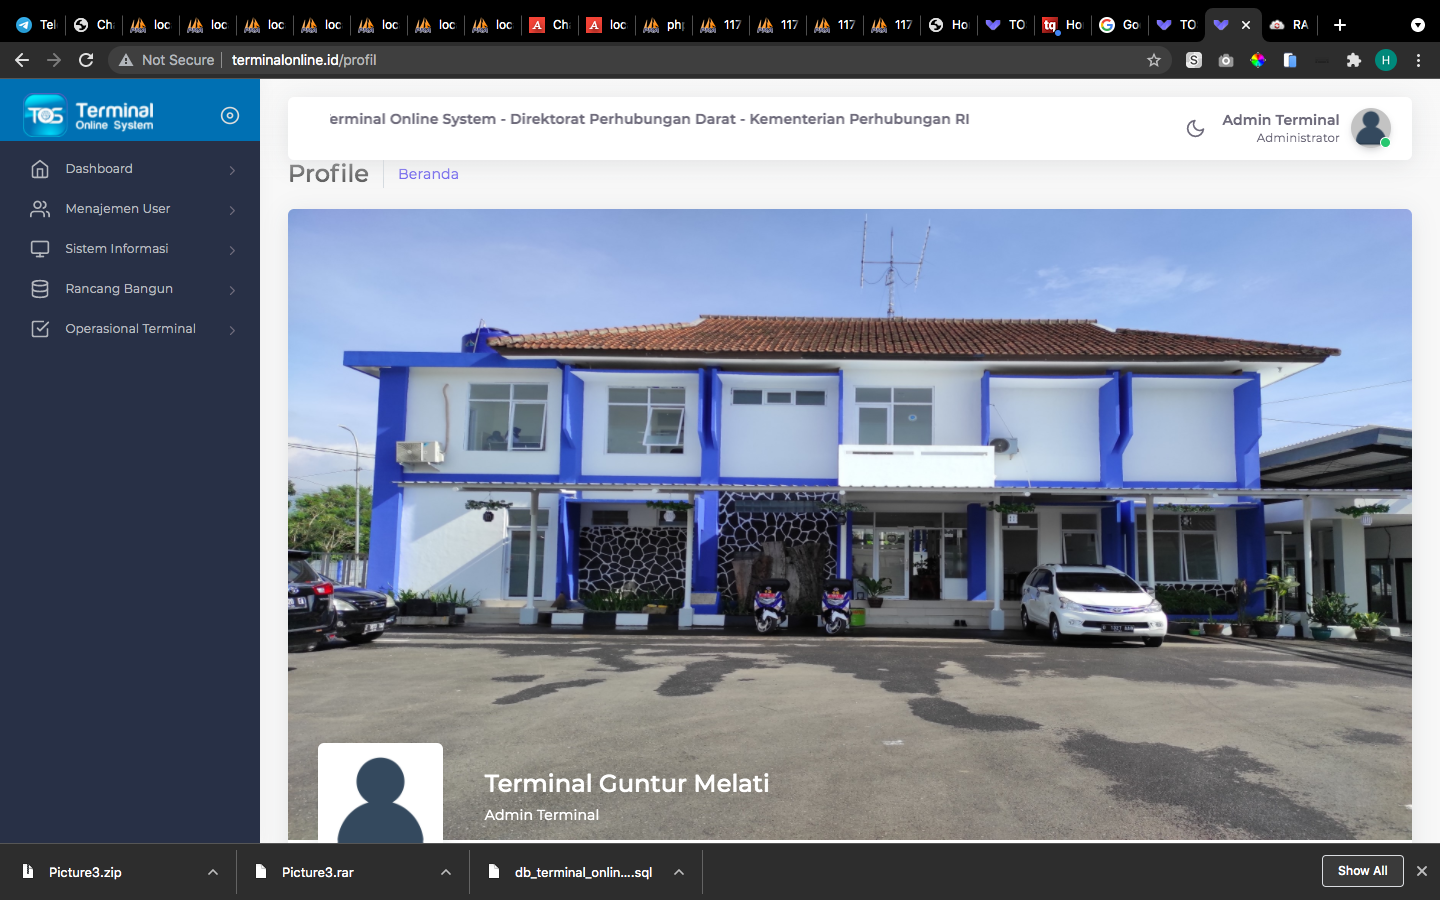 Tel
Ch
loc
loc
loc
loc
loc
loc
loc
Ch
loc
ph
117
117
117
117
Ho
TO
Ho
Go
TO
RA
Not Secure
terminalonline.id/profil
S
H
TOS
Terminal
Online System
erminal Online System - Direktorat Perhubungan Darat - Kementerian Perhubungan RI
Admin Terminal
Administrator
Profile
Beranda
Dashboard
Menajemen User
Sistem Informasi
Rancang Bangun
Operasional Terminal
Terminal Guntur Melati
Admin Terminal
Picture3.zip
Picture3.rar
db_terminal_onlin....sql
Show All